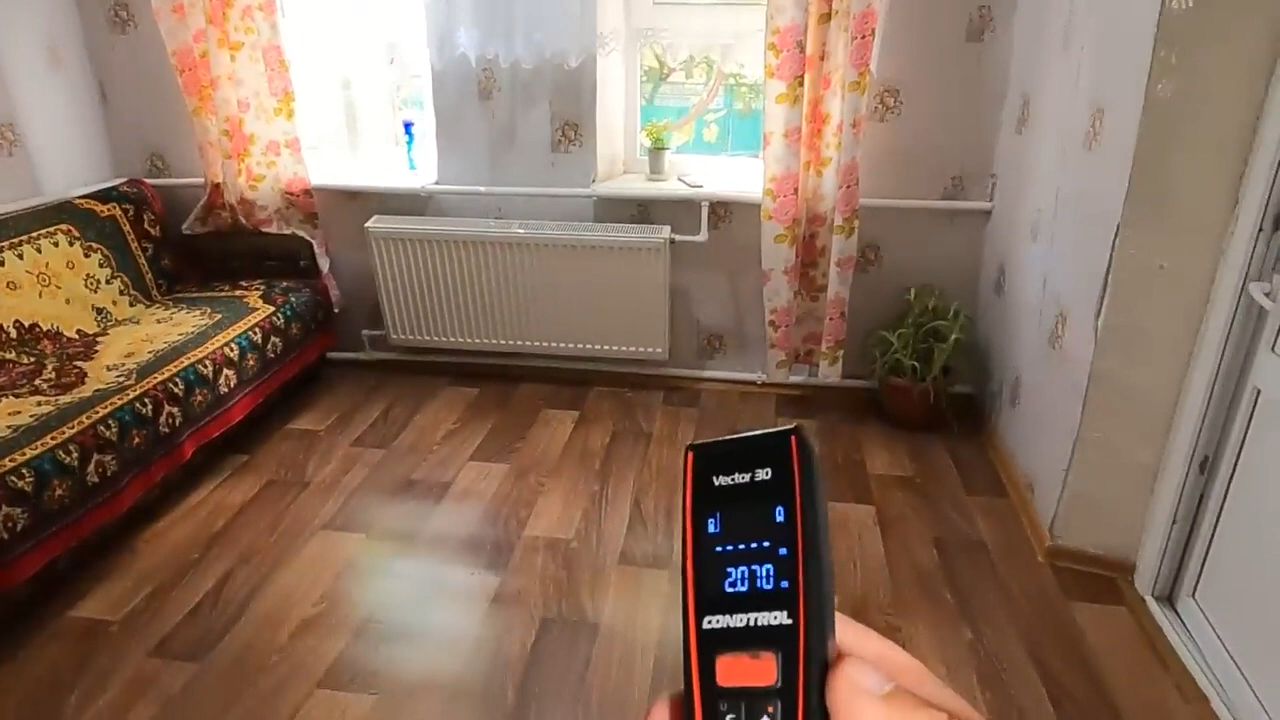 Vector 30
----- m
2.070 m
CONDTROL